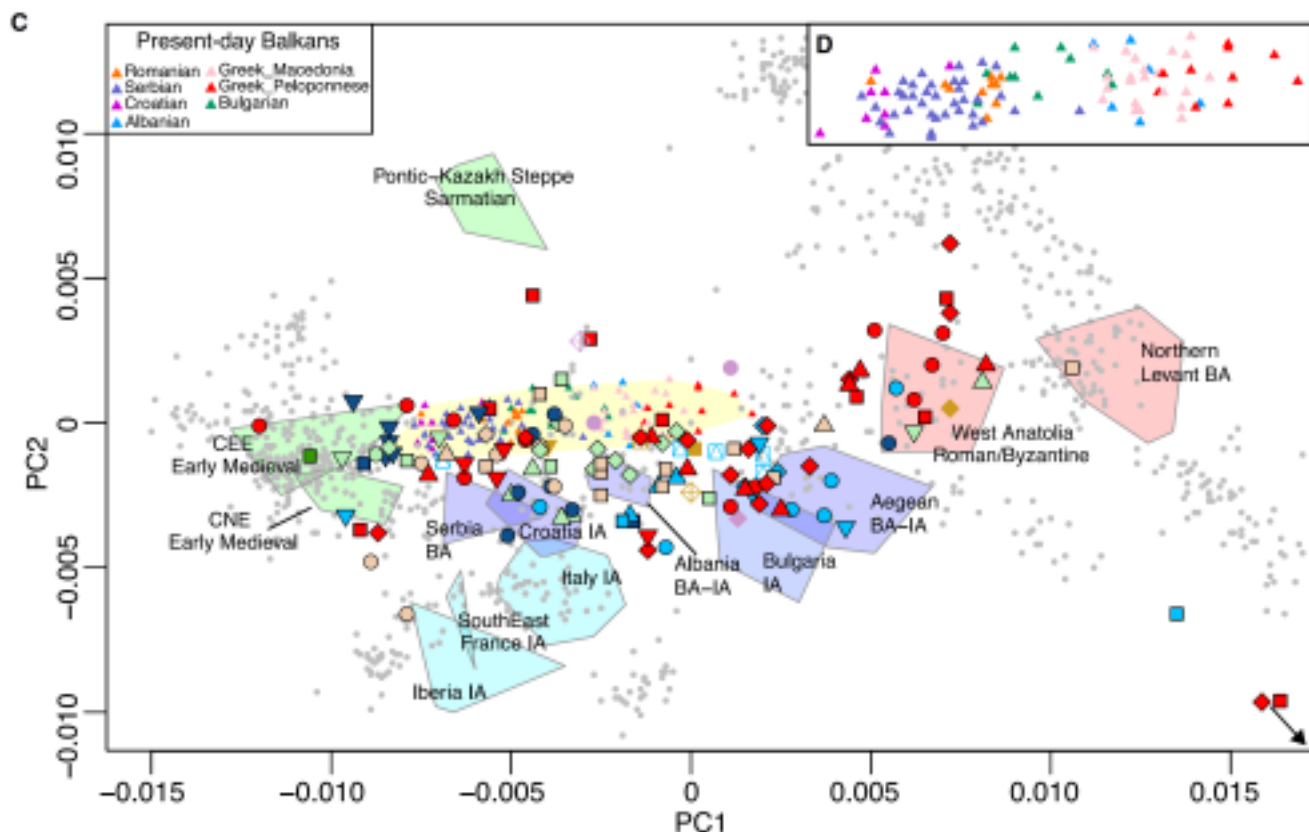 C
Present-day Balkans
Romanian
Greek_Macedonia
Serbian
Greek_Peloponnese
Croatian
Bulgarian
Albanian
D
Pontic-Kazakh Steppe
Sarmatian
Northern
Levant BA
West Anatolia
Roman/Byzantine
CEE
Early Medieval
CNE
Early Medieval
Serbia
BA
Croatia IA
Italy IA
Albania
BA-IA
Bulgaria
IA
Aegean
BA-IA
SouthEast
France IA
Iberia IA
0.010
0.005
0.000
−0.005
−0.010
PC2
−0.015
−0.010
−0.005
0
0.005
0.010
0.015
PC1